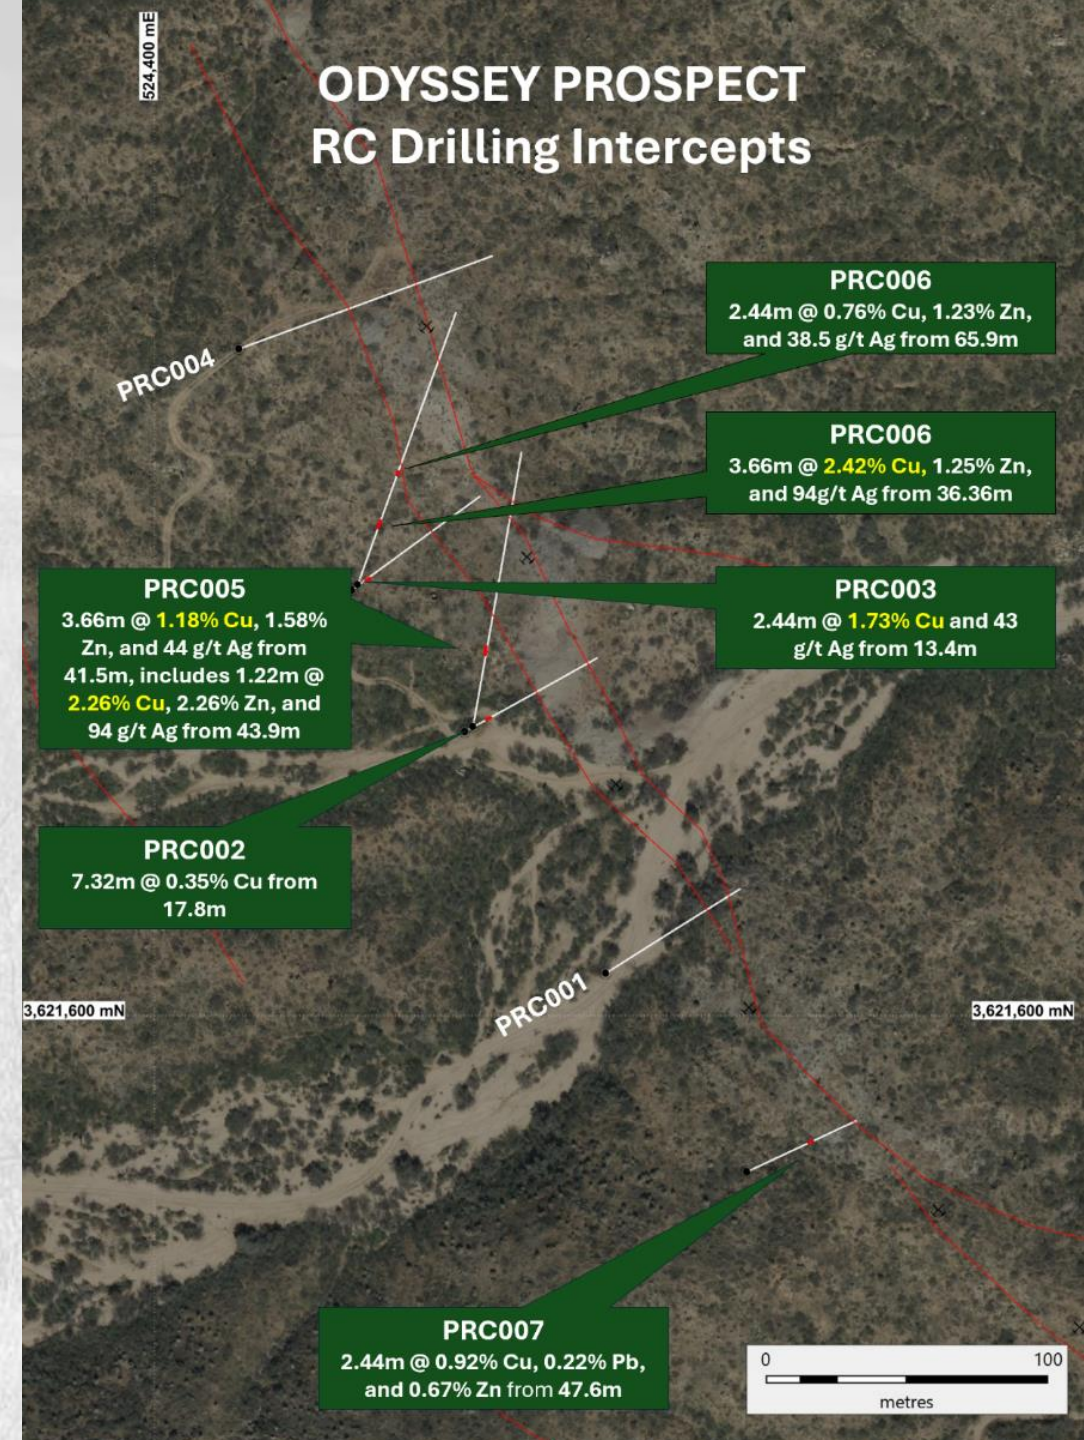 524,400 mE
ODYSSEY PROSPECT
RC Drilling Intercepts
PRC004
PRC006
2.44m @ 0.76% Cu, 1.23% Zn,
and 38.5 g/t Ag from 65.9m
PRC006
3.66m @ 2.42% Cu, 1.25% Zn,
and 94g/t Ag from 36.36m
PRC005
3.66m @ 1.18% Cu, 1.58%
Zn, and 44 g/t Ag from
41.5m, includes 1.22m @
2.26% Cu, 2.26% Zn, and
94 g/t Ag from 43.9m
PRC003
2.44m @ 1.73% Cu and 43
g/t Ag from 13.4m
PRC002
7.32m @ 0.35% Cu from
17.8m
PRC001
3,621,600 mN
3,621,600 mN
PRC007
2.44m @ 0.92% Cu, 0.22% Pb,
and 0.67% Zn from 47.6m
0 100
metres